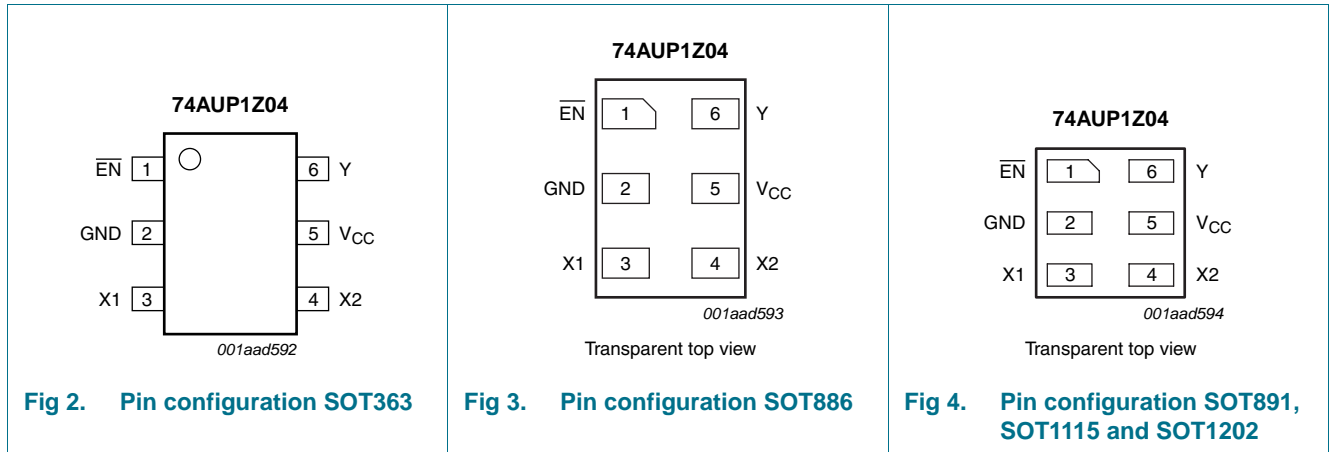 74AUP1Z04
EN 1 6 Y
GND 2 5 VCC
X1 3 4 X2
001aad592
Fig 2. Pin configuration SOT363
74AUP1Z04
EN 1 6 Y
GND 2 5 VCC
X1 3 4 X2
001aad593
Transparent top view
Fig 3. Pin configuration SOT886
74AUP1Z04
EN 1 6 Y
GND 2 5 VCC
X1 3 4 X2
001aad594
Transparent top view
Fig 4. Pin configuration SOT891,
SOT1115 and SOT1202